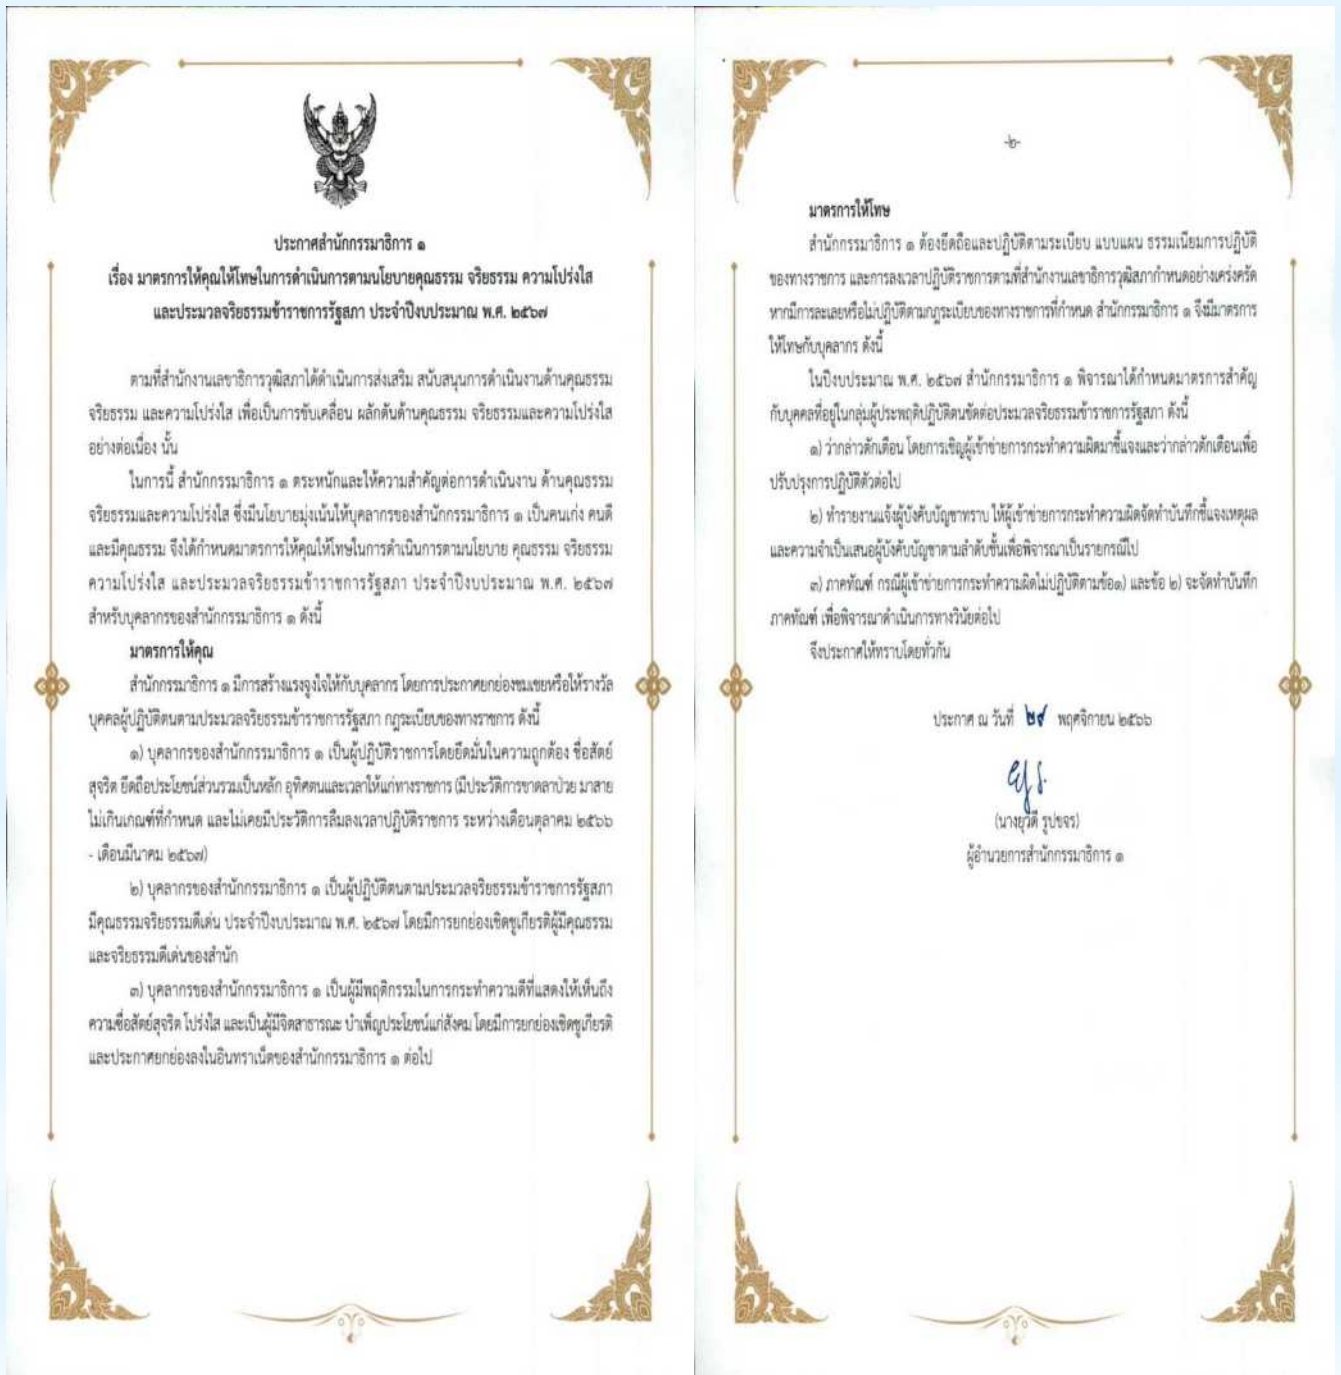 ประกาศสำนักกรรมาธิการ ๑
เรื่อง มาตรการให้คุณให้โทษในการดำเนินการตามนโยบายคุณธรรม จริยธรรม ความโปร่งใส
และประมวลจริยธรรมข้าราชการรัฐสภา ประจำปีงบประมาณ พ.ศ. ๒๕๖๗
ตามที่สำนักงานเลขาธิการวุฒิสภาได้ดำเนินการส่งเสริม สนับสนุนการดำเนินงานด้านคุณธรรม
จริยธรรม และความโปร่งใส เพื่อเป็นการขับเคลื่อน ผลักดันด้านคุณธรรม จริยธรรมและความโปร่งใส
อย่างต่อเนื่อง นั้น
ในการนี้ สำนักกรรมาธิการ ๑ ตระหนักและให้ความสำคัญต่อการดำเนินงาน ด้านคุณธรรม
จริยธรรมและความโปร่งใส ซึ่งมีนโยบายมุ่งเน้นให้บุคลากรของสำนักกรรมาธิการ ๑ เป็นคนเก่ง คนดี
และมีคุณธรรม จึงได้กำหนดมาตรการให้คุณให้โทษในการดำเนินการตามนโยบาย คุณธรรม จริยธรรม
ความโปร่งใส และประมวลจริยธรรมข้าราชการรัฐสภา ประจำปีงบประมาณ พ.ศ. ๒๕๖๗
สำหรับบุคลากรของสำนักกรรมาธิการ ๑ ดังนี้
มาตรการให้คุณ
สำนักกรรมาธิการ ๑ มีการสร้างแรงจูงใจให้กับบุคลากร โดยการประกาศยกย่องชมเชยหรือให้รางวัล
บุคคลผู้ปฏิบัติตนตามประมวลจริยธรรมข้าราชการรัฐสภา กฎระเบียบของทางราชการ ดังนี้
๑) บุคลากรของสำนักกรรมาธิการ ๑ เป็นผู้ปฏิบัติราชการโดยยึดมั่นในความถูกต้อง ซื่อสัตย์
สุจริต ยึดถือประโยชน์ส่วนรวมเป็นหลัก อุทิศตนและเวลาให้แก่ทางราชการ (มีประวัติการขาดลาป่วย มาสาย
ไม่เกินเกณฑ์ที่กำหนด และไม่เคยมีประวัติการลืมลงเวลาปฏิบัติราชการ ระหว่างเดือนตุลาคม ๒๕๖๖
- เดือนมีนาคม ๒๕๖๗)
๒) บุคลากรของสำนักกรรมาธิการ ๑ เป็นผู้ปฏิบัติตนตามประมวลจริยธรรมข้าราชการรัฐสภา
มีคุณธรรมจริยธรรมดีเด่น ประจำปีงบประมาณ พ.ศ. ๒๕๖๗ โดยมีการยกย่องเชิดชูเกียรติผู้มีคุณธรรม
และจริยธรรมดีเด่นของสำนัก
๓) บุคลากรของสำนักกรรมาธิการ ๑ เป็นผู้มีพฤติกรรมในการกระทำความดีที่แสดงให้เห็นถึง
ความซื่อสัตย์สุจริต โปร่งใส และเป็นผู้มีจิตสาธารณะ บำเพ็ญประโยชน์แก่สังคม โดยมีการยกย่องเชิดชูเกียรติ
และประกาศยกย่องลงในอินทราเน็ตของสำนักกรรมาธิการ ๑ ต่อไป
-๒-
มาตรการให้โทษ
สำนักกรรมาธิการ ๑ ต้องยึดถือและปฏิบัติตามระเบียบ แบบแผน ธรรมเนียมการปฏิบัติ
ของทางราชการ และการลงเวลาปฏิบัติราชการตามที่สำนักงานเลขาธิการวุฒิสภากำหนดอย่างเคร่งครัด
หากมีการละเลยหรือไม่ปฏิบัติตามกฎระเบียบของทางราชการที่กำหนด สำนักกรรมาธิการ ๑ จึงมีมาตรการ
ให้โทษกับบุคลากร ดังนี้
ในปีงบประมาณ พ.ศ. ๒๕๖๗ สำนักกรรมาธิการ ๑ พิจารณาได้กำหนดมาตรการสำคัญ
กับบุคคลที่อยู่ในกลุ่มผู้ประพฤติปฏิบัติตนขัดต่อประมวลจริยธรรมข้าราชการรัฐสภา ดังนี้
๑) ว่ากล่าวตักเตือน โดยการเชิญผู้เข้าข่ายการกระทำความผิดมาชี้แจงและว่ากล่าวตักเตือนเพื่อ
ปรับปรุงการปฏิบัติตัวต่อไป
๒) ทำรายงานแจ้งผู้บังคับบัญชาทราบ ให้ผู้เข้าข่ายการกระทำความผิดจัดทำบันทึกชี้แจงเหตุผล
และความจำเป็นเสนอผู้บังคับบัญชาตามลำดับชั้นเพื่อพิจารณาเป็นรายกรณีไป
๓) ภาคทัณฑ์ กรณีผู้เข้าข่ายการกระทำความผิดไม่ปฏิบัติตามข้อ๑) และข้อ ๒) จะจัดทำบันทึก
ภาคทัณฑ์ เพื่อพิจารณาดำเนินการทางวินัยต่อไป
จึงประกาศให้ทราบโดยทั่วกัน
ประกาศ ณ วันที่ ๒๙ พฤศจิกายน ๒๕๖๖
(นางยุวดี รูปขจร)
ผู้อำนวยการสำนักกรรมาธิการ ๑